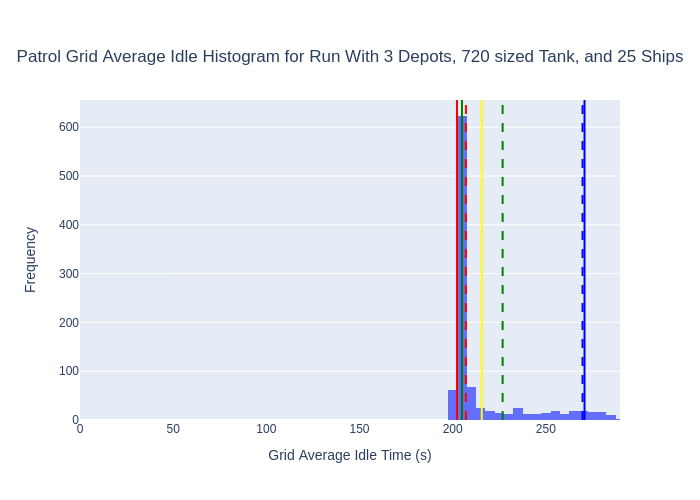 Patrol Grid Average Idle Histogram for Run With 3 Depots, 720 sized Tank, and 25 Ships
600
500
400
300
200
100
0
Frequency
0 50 100 150 200 250
Grid Average Idle Time (s)